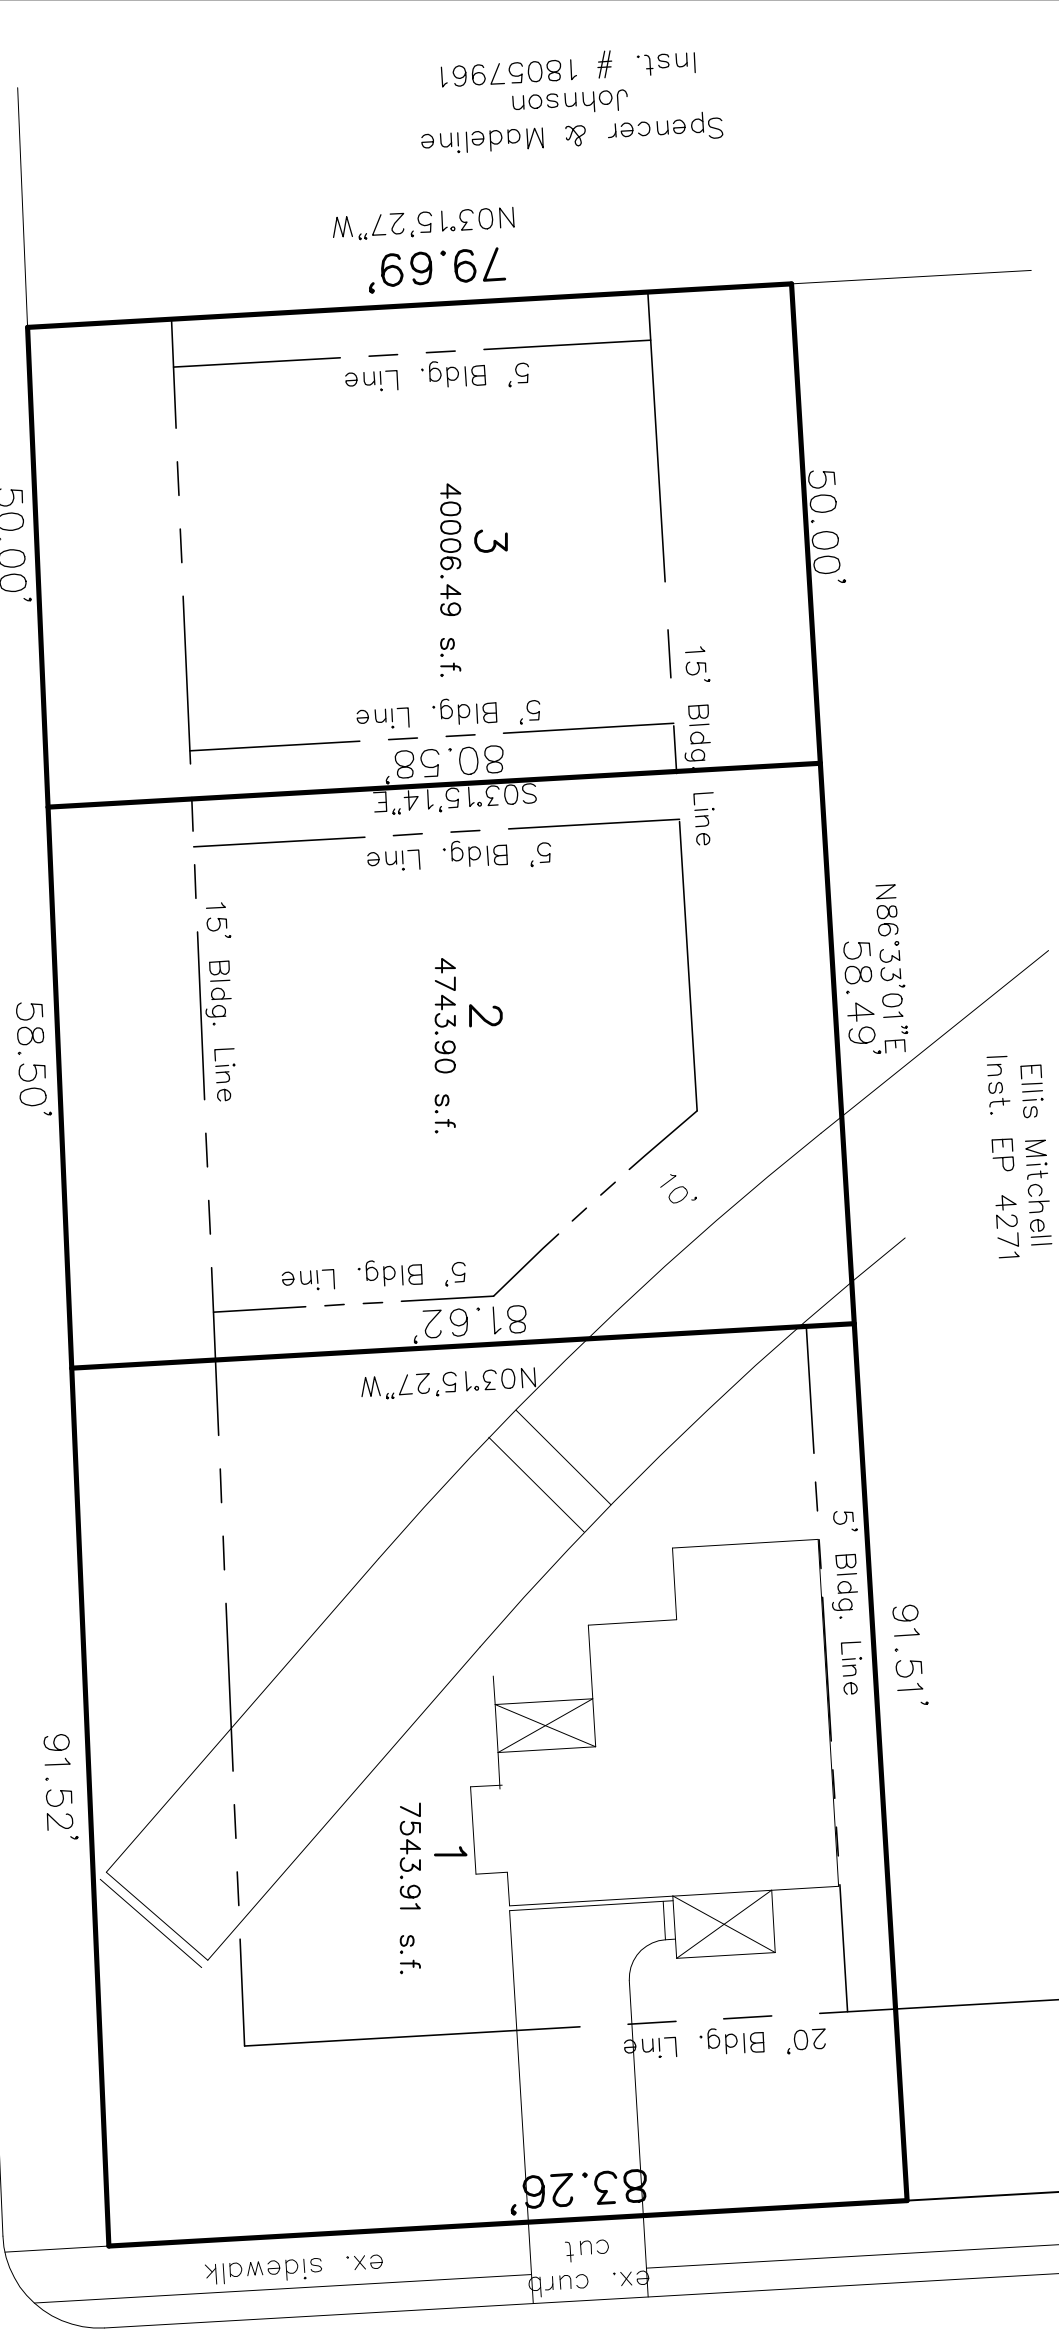 Spencer & Madeline
Johnson
Inst. # 18057961
N03°15'27"W
79.69'
5' Bldg. Line
50.00'
50.00'
3
40006.49 s.f.
15' Bldg. Line
5' Bldg. Line
80.58'
S03°15'14"E
5' Bldg. Line
N86°33'01"E
58.49'
Ellis Mitchell
Inst. EP 4271
15' Bldg. Line
2
4743.90 s.f.
58.50'
10'
5' Bldg. Line
81.62'
N03°15'27"W
5' Bldg. Line
91.51'
91.52'
1
7543.91 s.f.
20' Bldg. Line
83.26'
ex. sidewalk
ex. curb
cut